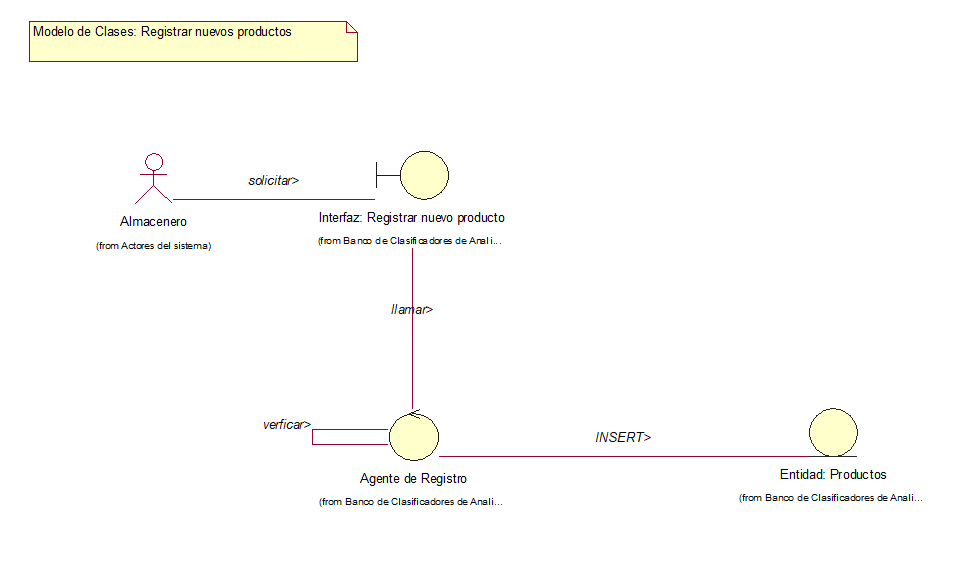 Modelo de Clases: Registrar nuevos productos
solicitar>
Almacenero
(from Actores del sistema)
Interfaz: Registrar nuevo producto
(from Banco de Clasificadores de Anali...
llamar>
verficar>
Agente de Registro
(from Banco de Clasificadores de Anali...
INSERT>
Entidad: Productos
(from Banco de Clasificadores de Anali...